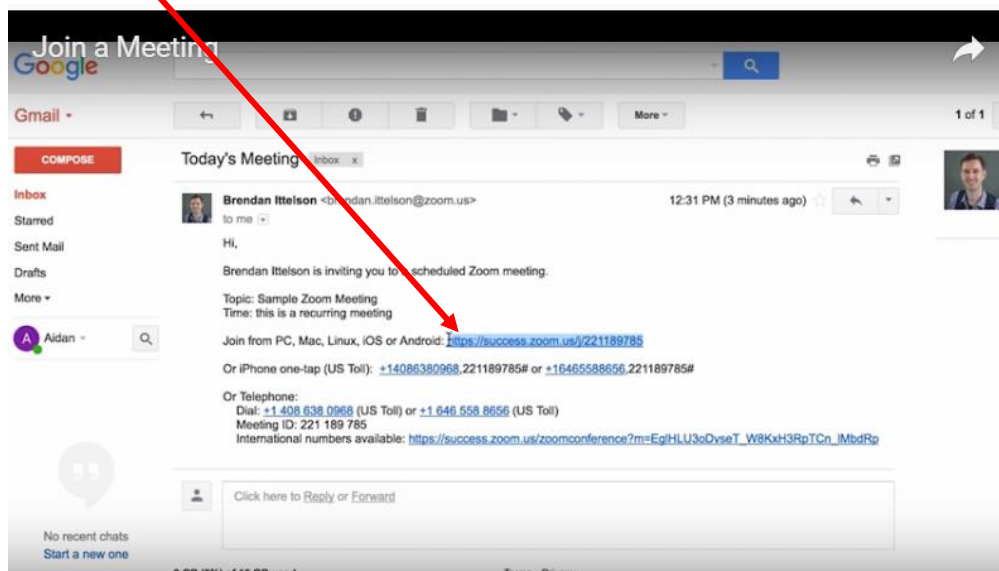 Join a Meeting
Google
Gmail
More
1 of 1
COMPOSE
Today's Meeting Inbox x
Inbox
Starred
Sent Mail
Drafts
More
Aidan
Brendan Ittelson <brendan.ittelson@zoom.us> 12:31 PM (3 minutes ago)
to me
Hi,
Brendan Ittelson is inviting you to a scheduled Zoom meeting.
Topic: Sample Zoom Meeting
Time: this is a recurring meeting
Join from PC, Mac, Linux, iOS or Android: https://success.zoom.us/j/221189785
Or iPhone one-tap (US Toll): +14086380968,221189785# or +16465588656,221189785#
Or Telephone:
Dial: +1 408 638 0968 (US Toll) or +1 646 558 8656 (US Toll)
Meeting ID: 221 189 785
International numbers available: https://success.zoom.us/zoomconference?m=EglHLU3oDvseT_W8KxH3RpTCn_lMbdRp
Click here to Reply or Forward
No recent chats
Start a new one